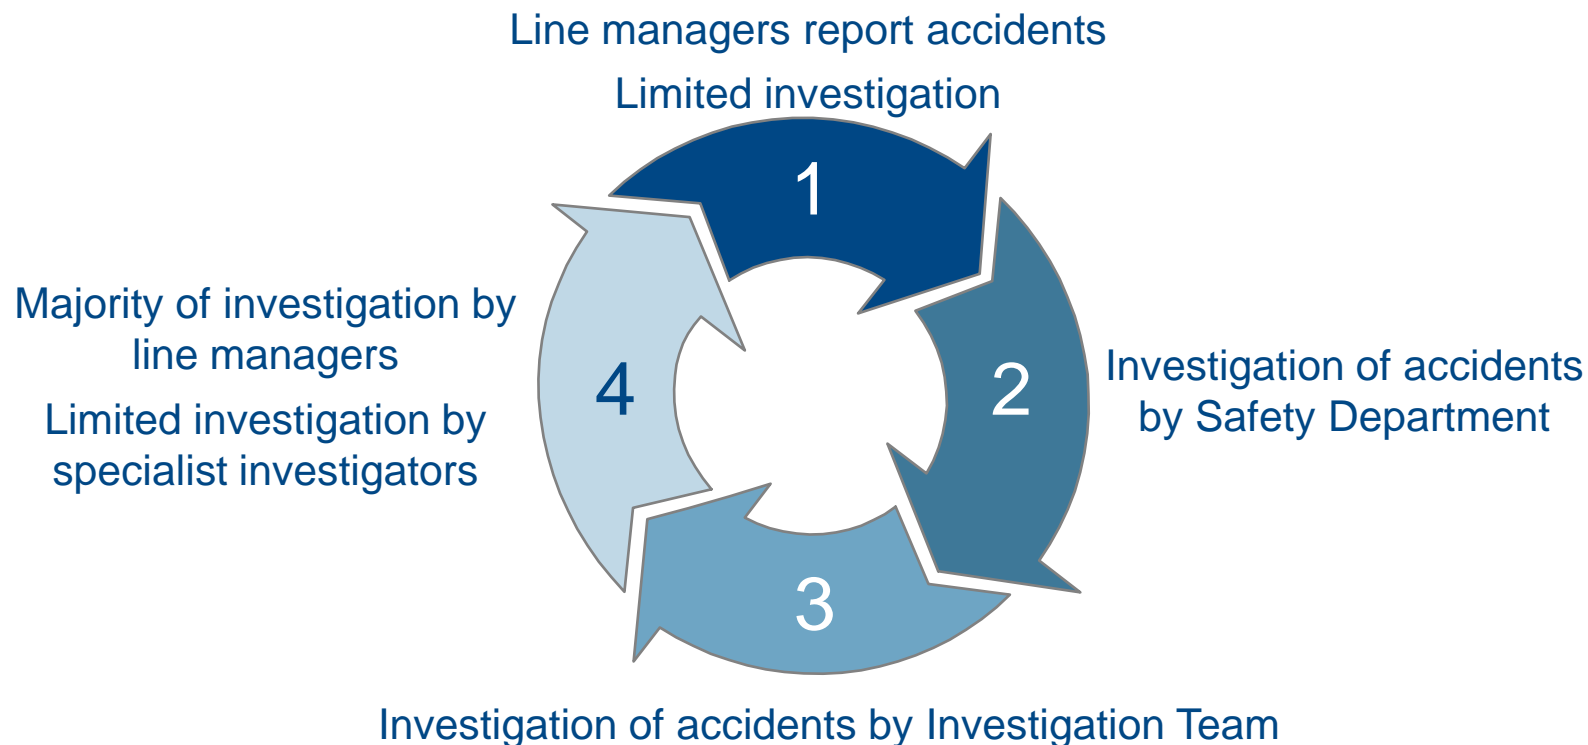 Line managers report accidents
Limited investigation
1
2
Investigation of accidents
by Safety Department
3
Investigation of accidents by Investigation Team
4
Majority of investigation by
line managers
Limited investigation by
specialist investigators